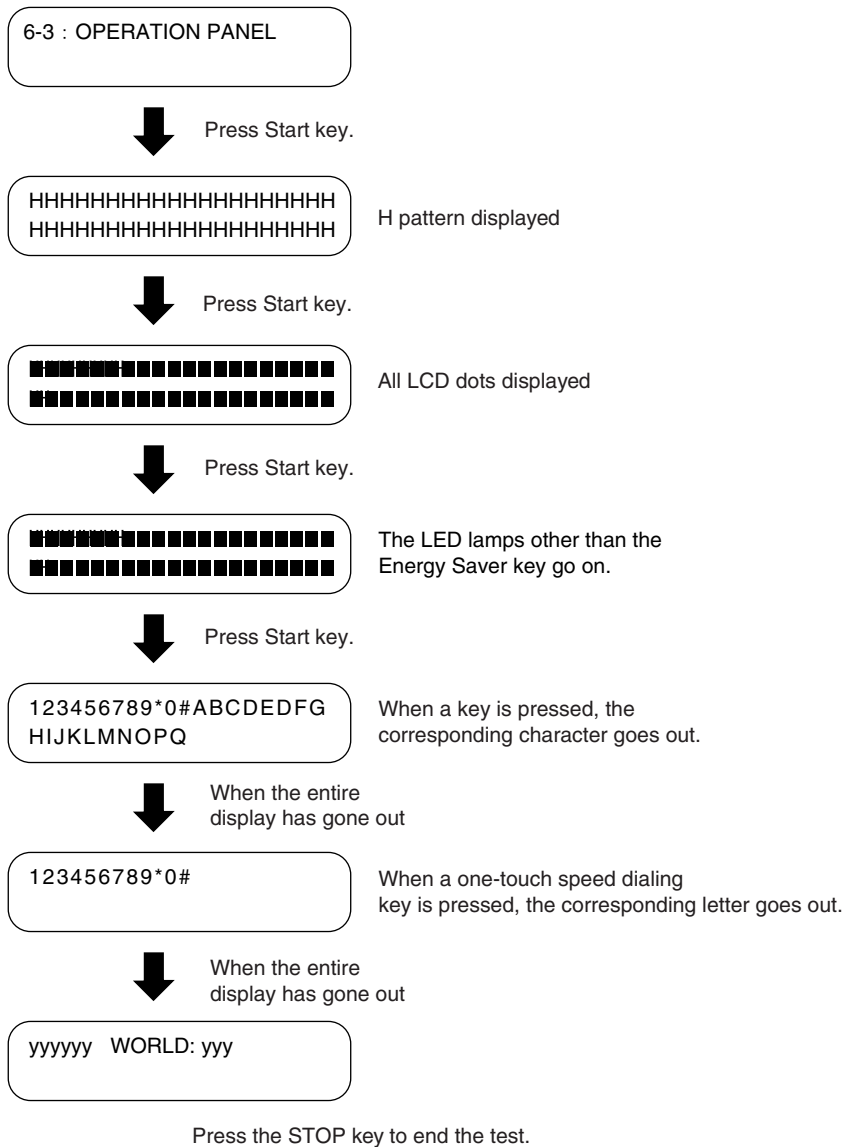 6-3 : OPERATION PANEL
Press Start key.
HHHHHHHHHHHHHHHHHHHH
HHHHHHHHHHHHHHHHHHHH
H pattern displayed
Press Start key.
All LCD dots displayed
Press Start key.
The LED lamps other than the
Energy Saver key go on.
Press Start key.
123456789*0#ABCDEDFG
HIJKLMNOPQ
When a key is pressed, the
corresponding character goes out.
When the entire
display has gone out
123456789*0#
When a one-touch speed dialing
key is pressed, the corresponding letter goes out.
When the entire
display has gone out
yyyyyy WORLD: yyy
Press the STOP key to end the test.